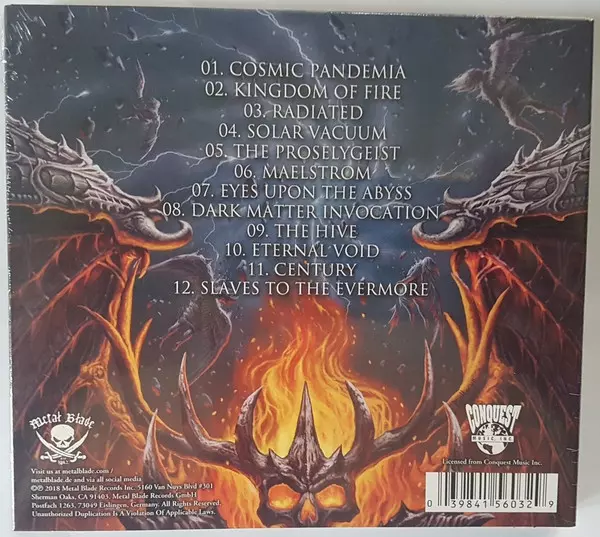 01. COSMIC PANDEMIA
02. KINGDOM OF FIRE
03. RADIATED
04. SOLAR VACUUM
05. THE PROSELYGEIST
06. MAELSTROM
07. EYES UPON THE ABYSS
08. DARK MATTER INVOCATION
09. THE HIVE
10. ETERNAL VOID
11. CENTURY
12. SLAVES TO THE EVERMORE
Metal Blade
CONQUEST
MUSIC INC
Visit us at metalblade.com /
metalblade.de and via all social media
℗© 2018 Metal Blade Records Inc. 5160 Van Nuys Blvd #301
Sherman Oaks, CA 91403. Metal Blade Records GmbH
Postfach 1263, 73049 Eislingen, Germany. All Rights Reserved.
Unauthorized Duplication Is A Violation Of Applicable Laws.
Licensed from Conquest Music Inc.
0 39841 56032 9